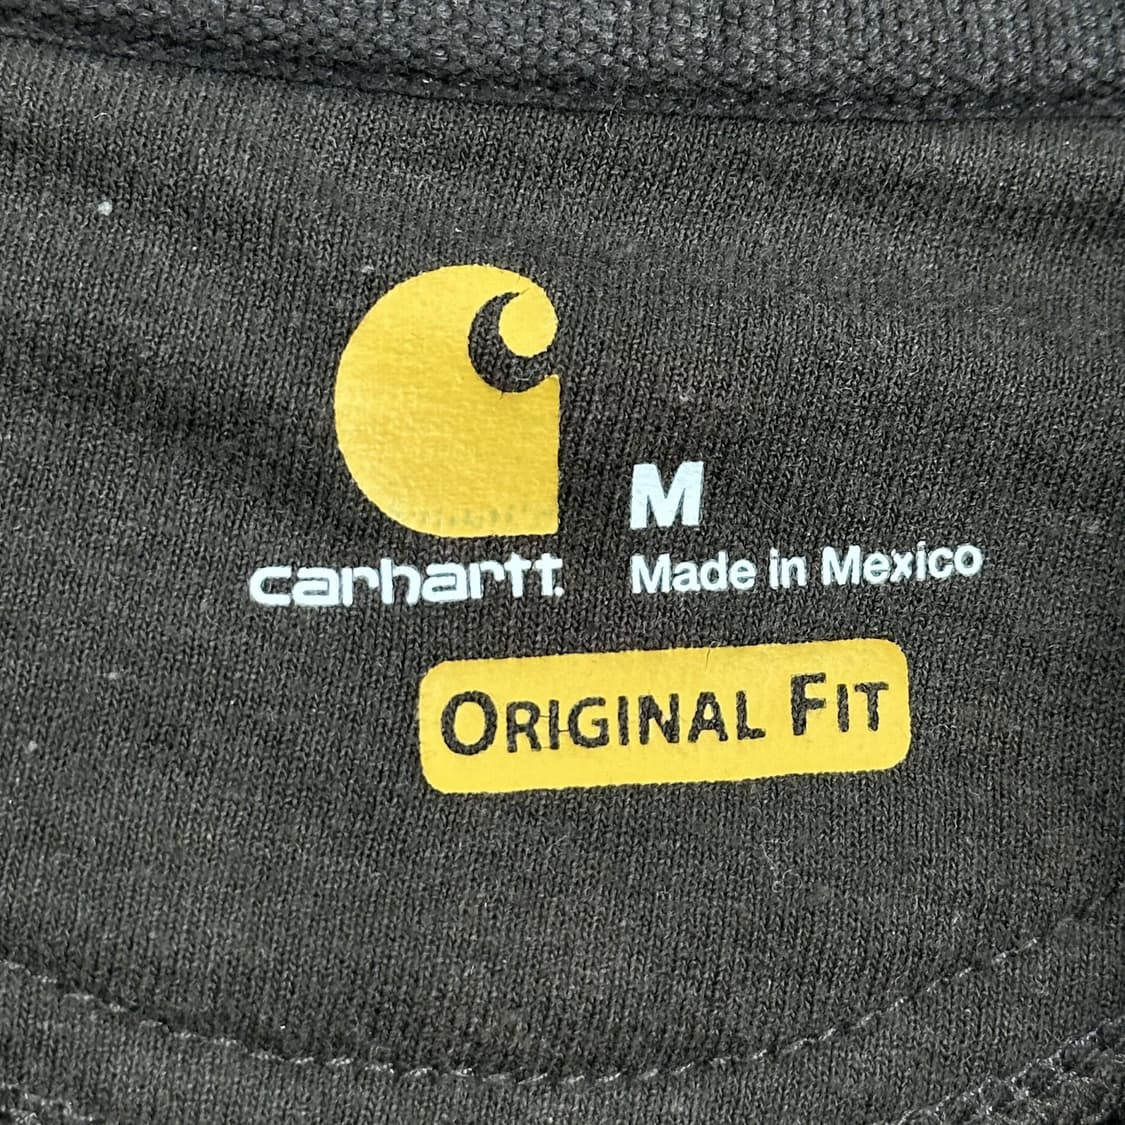 M
carhartt.
Made in Mexico
ORIGINAL FIT